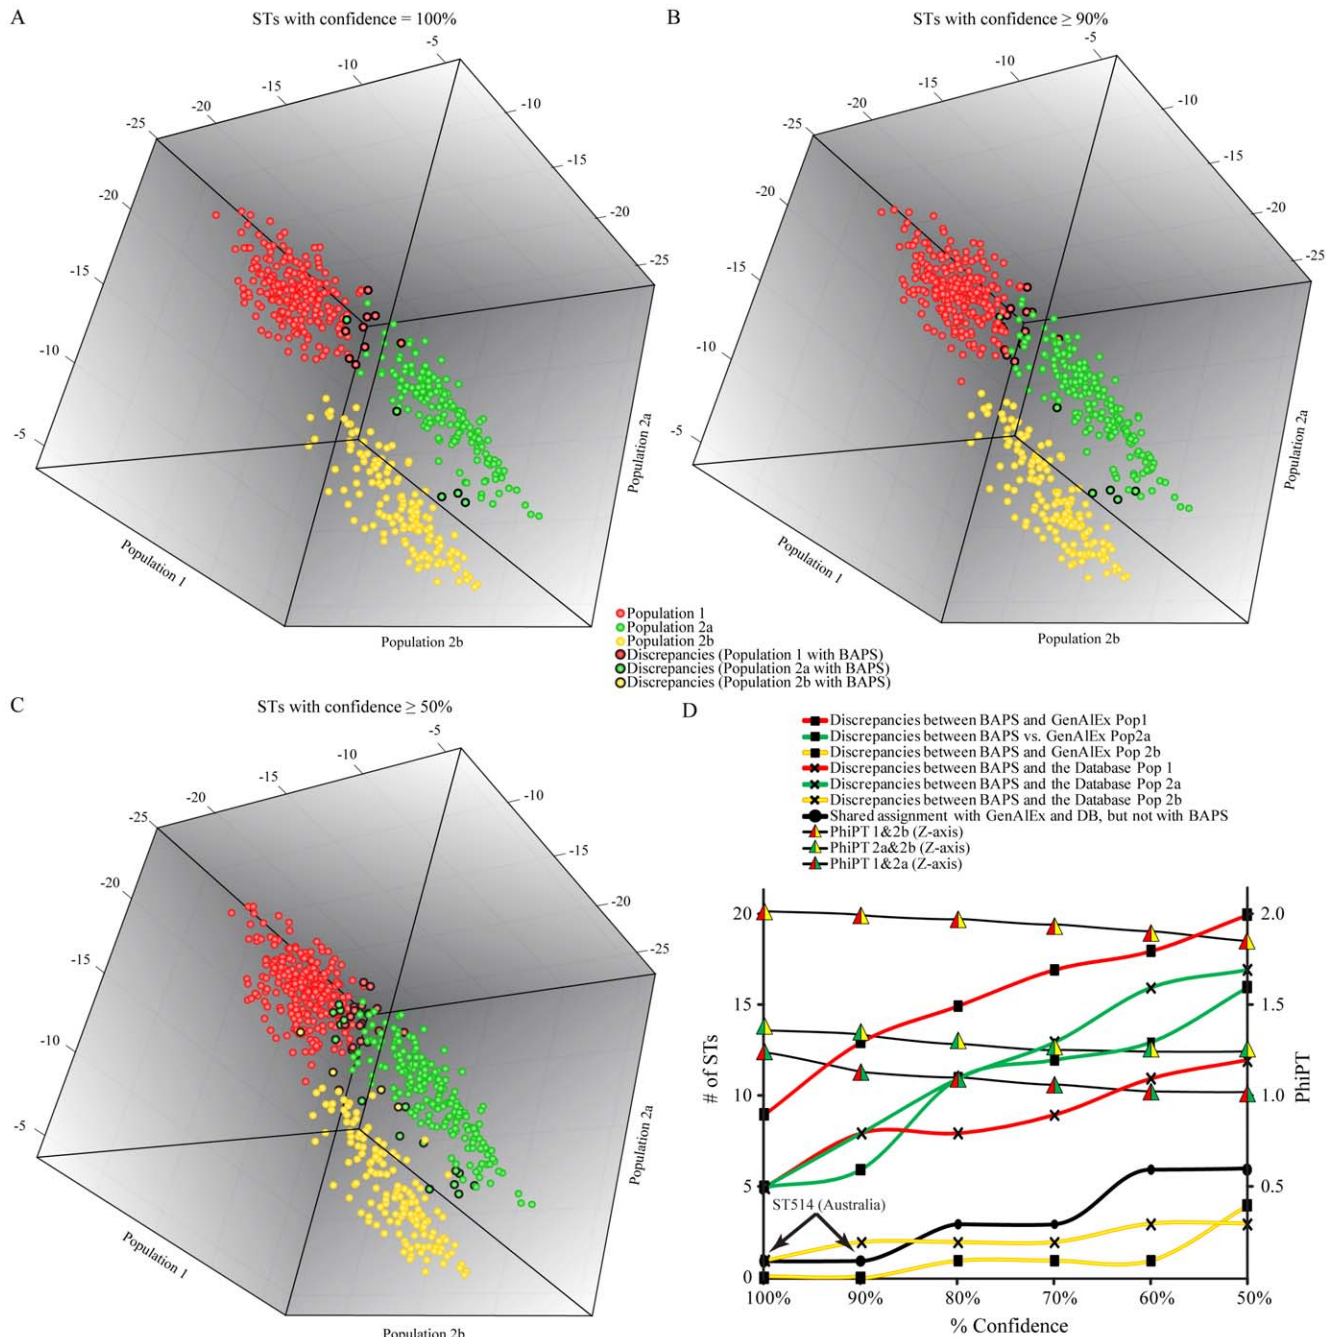 A
STs with confidence = 100%
-5
-10
-15
-20
-25
-10
-15
-20
-25
-20
-15
-10
-5
Population 1
Population 2b
Population 2a
B
STs with confidence ≥ 90%
-5
-10
-15
-20
-25
-10
-15
-20
-25
-20
-15
-10
-5
Population 1
Population 2b
Population 2a
Population 1
Population 2a
Population 2b
Discrepancies (Population 1 with BAPS)
Discrepancies (Population 2a with BAPS)
Discrepancies (Population 2b with BAPS)
C
STs with confidence ≥ 50%
-5
-10
-15
-20
-25
-10
-15
-20
-25
-20
-15
-10
-5
Population 1
Population 2b
Population 2a
D
Discrepancies between BAPS and GenAlEx Pop1
Discrepancies between BAPS vs. GenAlEx Pop2a
Discrepancies between BAPS and GenAlEx Pop 2b
Discrepancies between BAPS and the Database Pop 1
Discrepancies between BAPS and the Database Pop 2a
Discrepancies between BAPS and the Database Pop 2b
Shared assignment with GenAlEx and DB, but not with BAPS
PhiPT 1&2b (Z-axis)
PhiPT 2a&2b (Z-axis)
PhiPT 1&2a (Z-axis)
20
15
10
5
0
# of STs
2.0
1.5
1.0
0.5
PhiPT
ST514 (Australia)
100%
90%
80%
70%
60%
50%
% Confidence